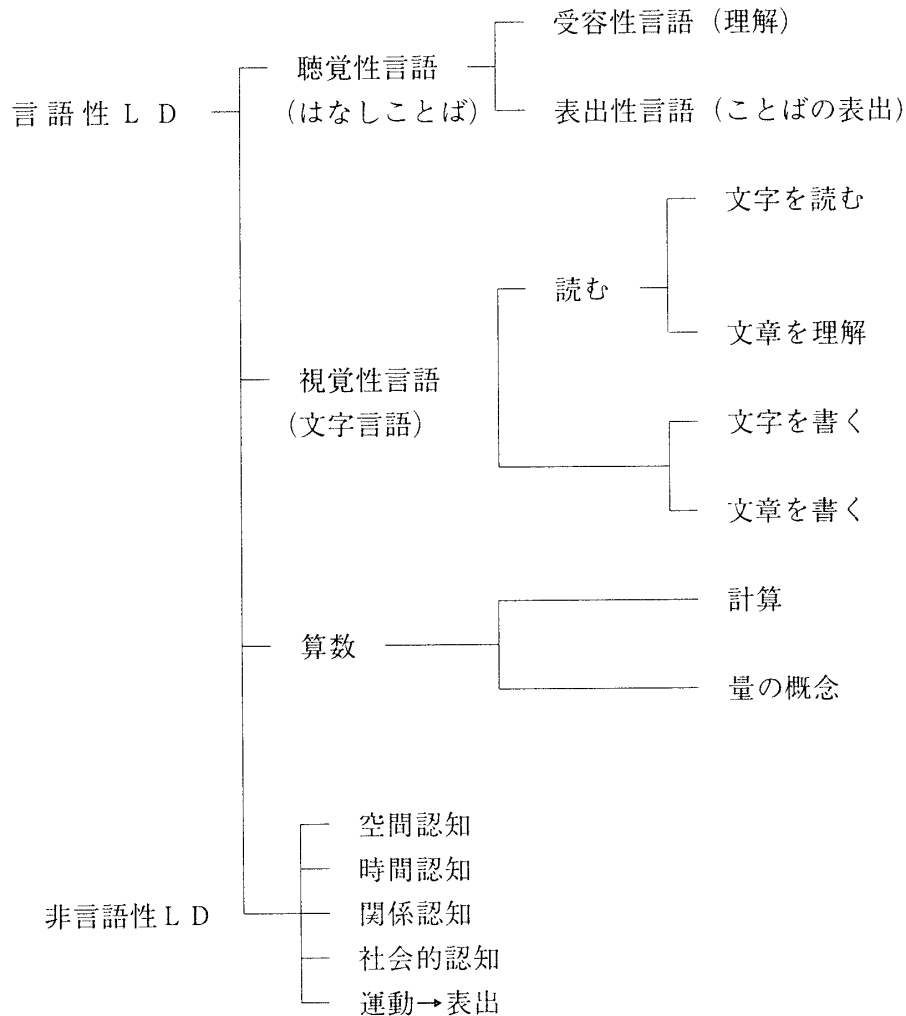 受容性言語（理解）
聴覚性言語
言語性ＬＤ
（はなしことば）
表出性言語（ことばの表出）
文字を読む
読む
文章を理解
視覚性言語
（文字言語）
文字を書く
文章を書く
計算
算数
量の概念
空間認知
時間認知
非言語性ＬＤ
関係認知
社会的認知
運動→表出